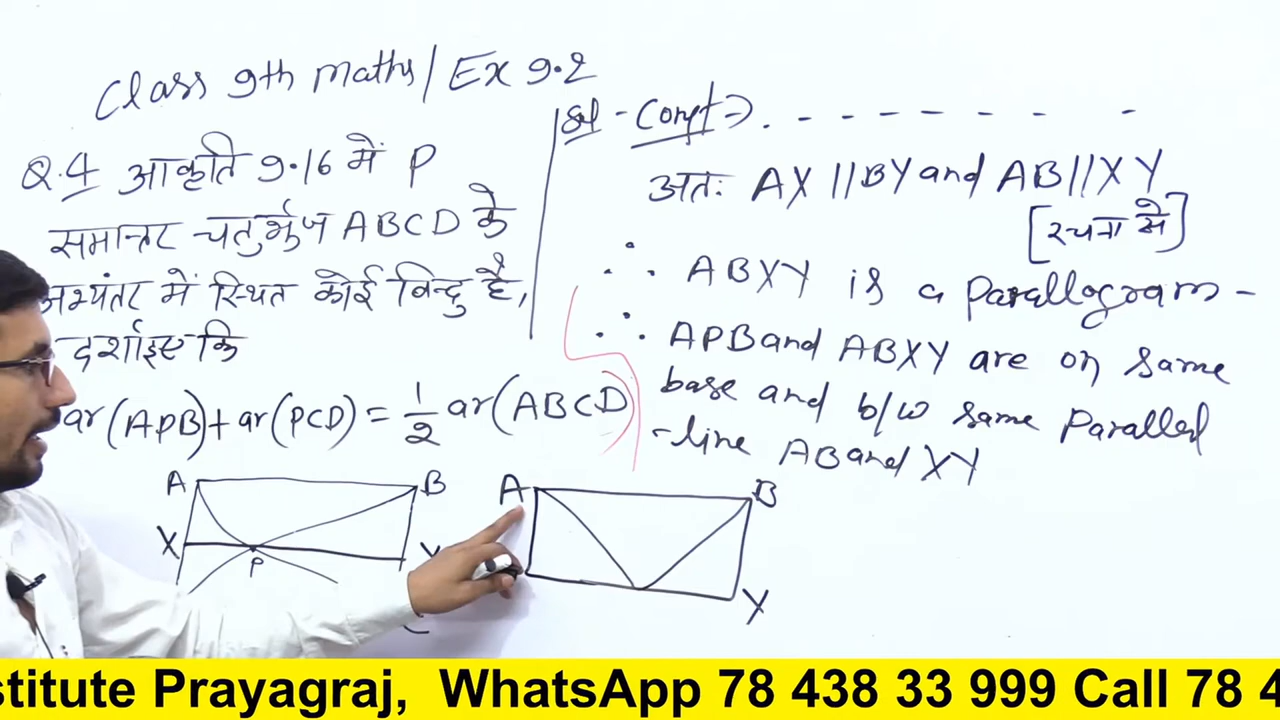 Class 9th maths / Ex 9.2
Q.4 आकृति 9.16 में P
समान्तर चतुर्भुज ABCD के
अभ्यंतर में स्थित कोई बिन्दु है,
दर्शाइए कि
ar(APB)+ar(PCD) = 1/2 ar(ABCD)
Sol - Const ⇒ . - - - - - - -
अतः AX || BY and AB || XY
[रचना से]
∴ ABXY is a Parallogram -
∴ APB and ABXY are on same
base and b/w same Paralled
-line AB and XY
A B
X P Y
A B
Y
stitute Prayagraj, WhatsApp 78 438 33 999 Call 78 4